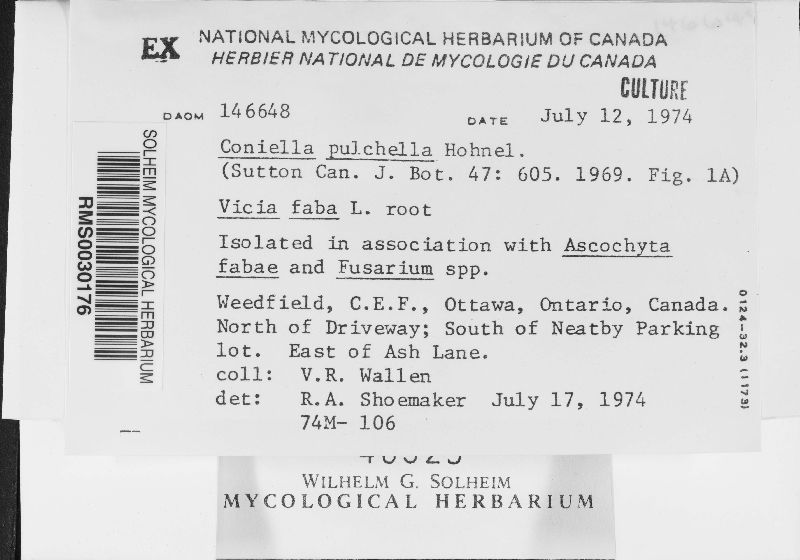 EX NATIONAL MYCOLOGICAL HERBARIUM OF CANADA
HERBIER NATIONAL DE MYCOLOGIE DU CANADA
CULTURE
DAOM 146648 DATE July 12, 1974
Coniella pulchella Hohnel.
(Sutton Can. J. Bot. 47: 605. 1969. Fig. 1A)
Vicia faba L. root
Isolated in association with Ascochyta
fabae and Fusarium spp.
Weedfield, C.E.F., Ottawa, Ontario, Canada.
North of Driveway; South of Neatby Parking
lot. East of Ash Lane.
coll: V.R. Wallen
det: R.A. Shoemaker July 17, 1974
74M- 106
0124-32.3 (1173)
SOLHEIM MYCOLOGICAL HERBARIUM
RMS0030176
WILHELM G. SOLHEIM
MYCOLOGICAL HERBARIUM